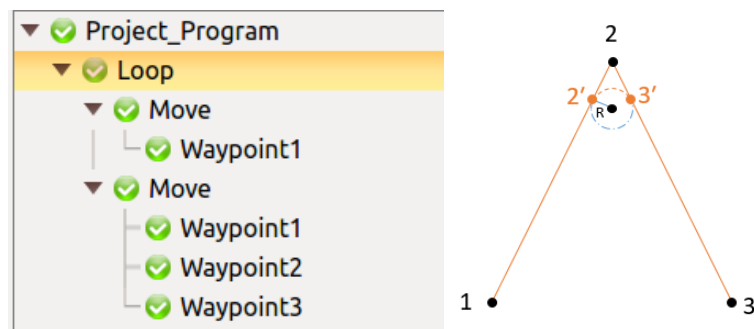 Project_Program
Loop
Move
Waypoint1
Move
Waypoint1
Waypoint2
Waypoint3
2
2′ 3′
R
1 3